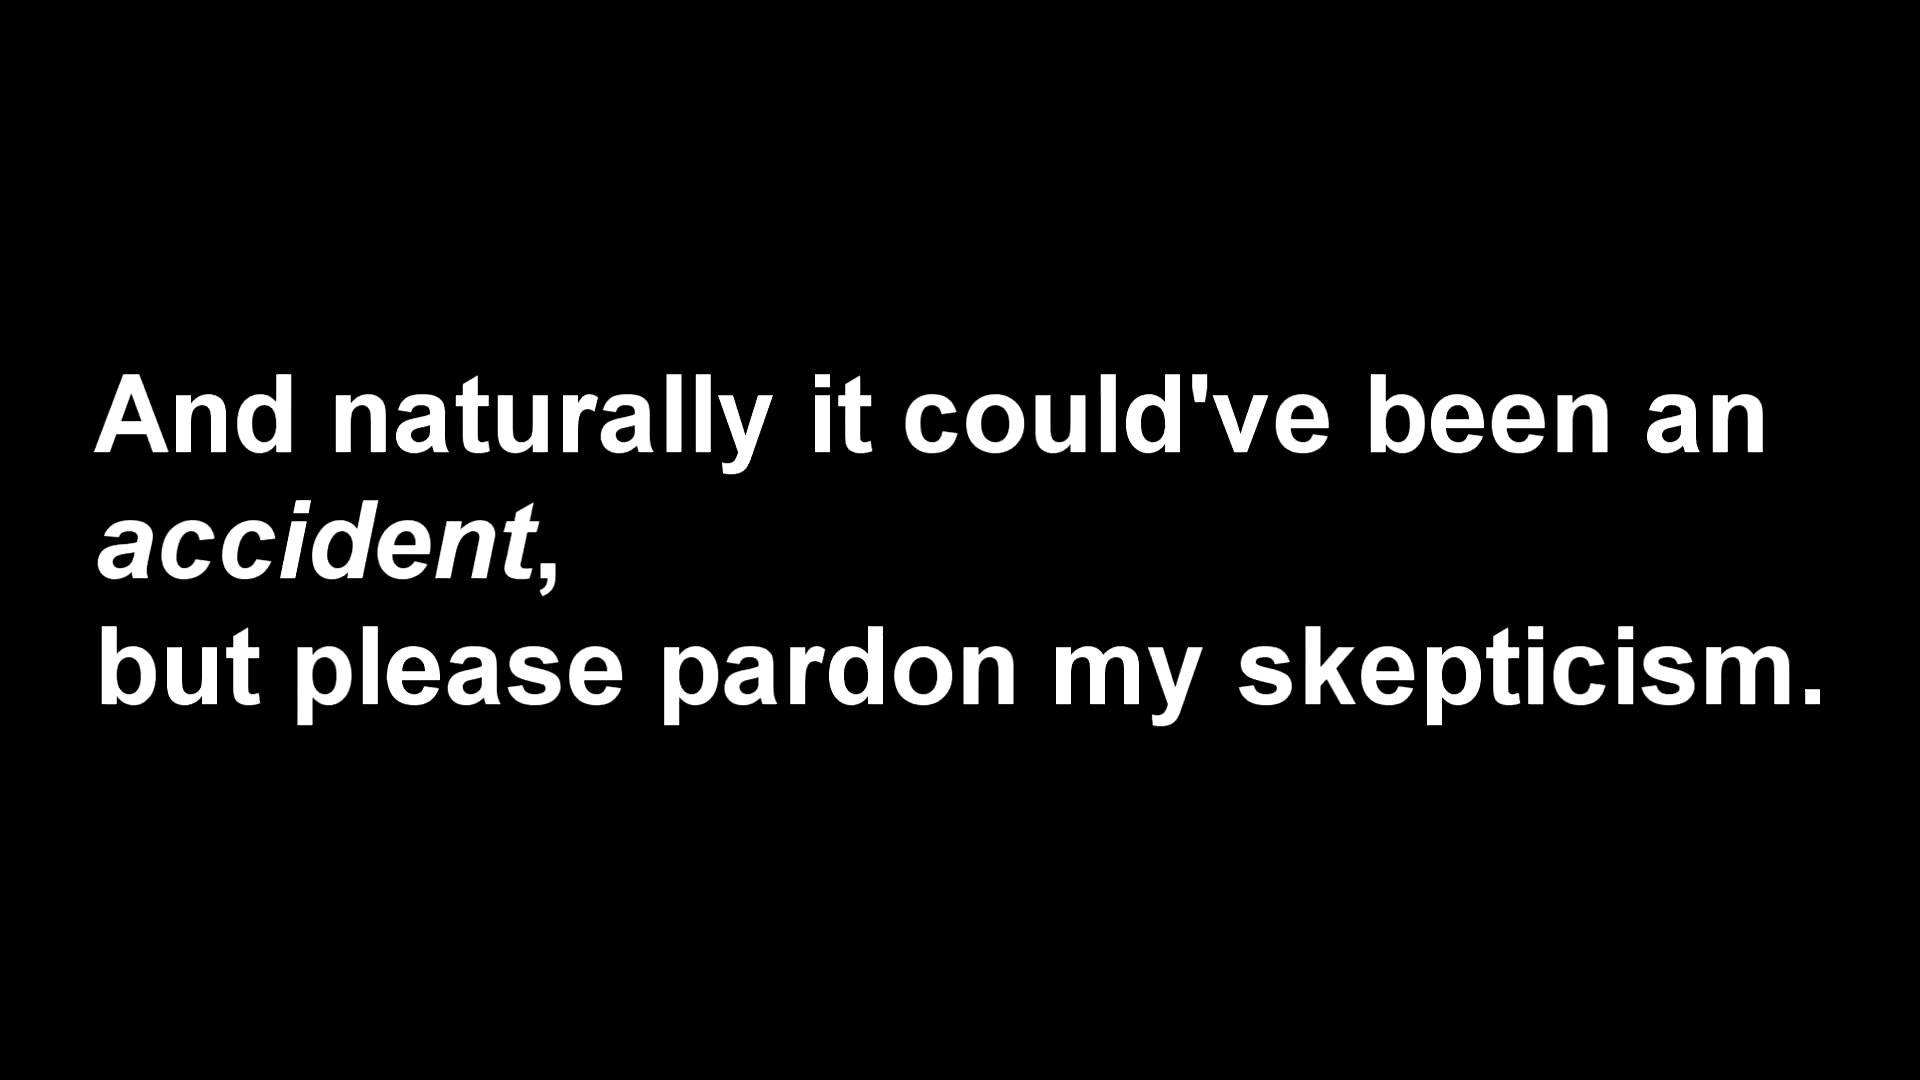 And naturally it could've been an
accident,
but please pardon my skepticism.